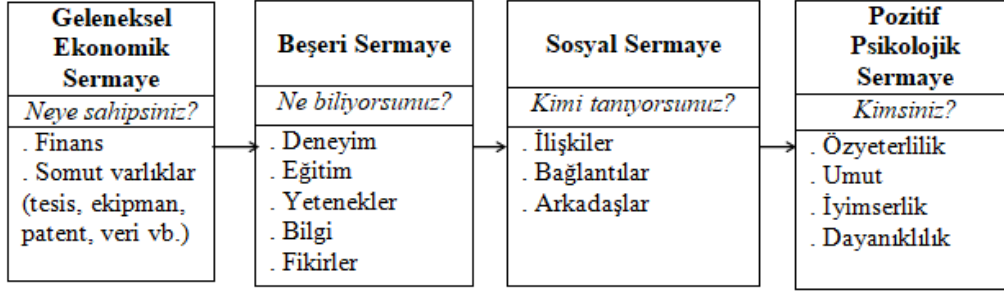 Geleneksel
Ekonomik
Sermaye
Neye sahipsiniz?
. Finans
. Somut varlıklar
(tesis, ekipman,
patent, veri vb.)
Beşeri Sermaye
Ne biliyorsunuz?
. Deneyim
. Eğitim
. Yetenekler
. Bilgi
. Fikirler
Sosyal Sermaye
Kimi tanıyorsunuz?
. İlişkiler
. Bağlantılar
. Arkadaşlar
Pozitif
Psikolojik
Sermaye
Kimsiniz?
. Özyeterlilik
. Umut
. İyimserlik
. Dayanıklılık